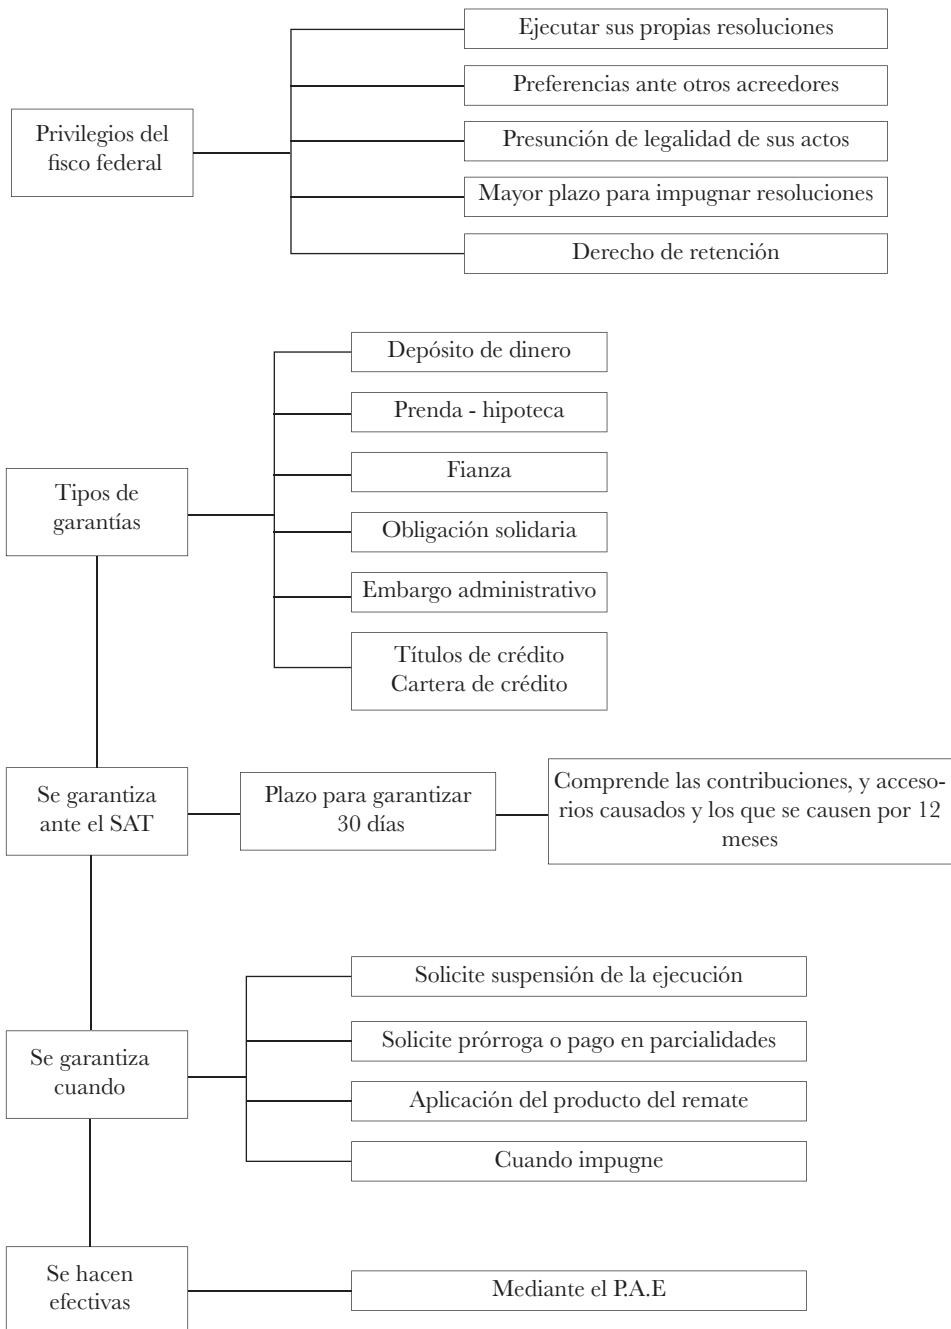 Privilegios del
fisco federal
Ejecutar sus propias resoluciones
Preferencias ante otros acreedores
Presunción de legalidad de sus actos
Mayor plazo para impugnar resoluciones
Derecho de retención
Tipos de
garantías
Depósito de dinero
Prenda - hipoteca
Fianza
Obligación solidaria
Embargo administrativo
Títulos de crédito
Cartera de crédito
Se garantiza
ante el SAT
Plazo para garantizar
30 días
Comprende las contribuciones, y acceso-
rios causados y los que se causen por 12
meses
Se garantiza
cuando
Solicite suspensión de la ejecución
Solicite prórroga o pago en parcialidades
Aplicación del producto del remate
Cuando impugne
Se hacen
efectivas
Mediante el P.A.E